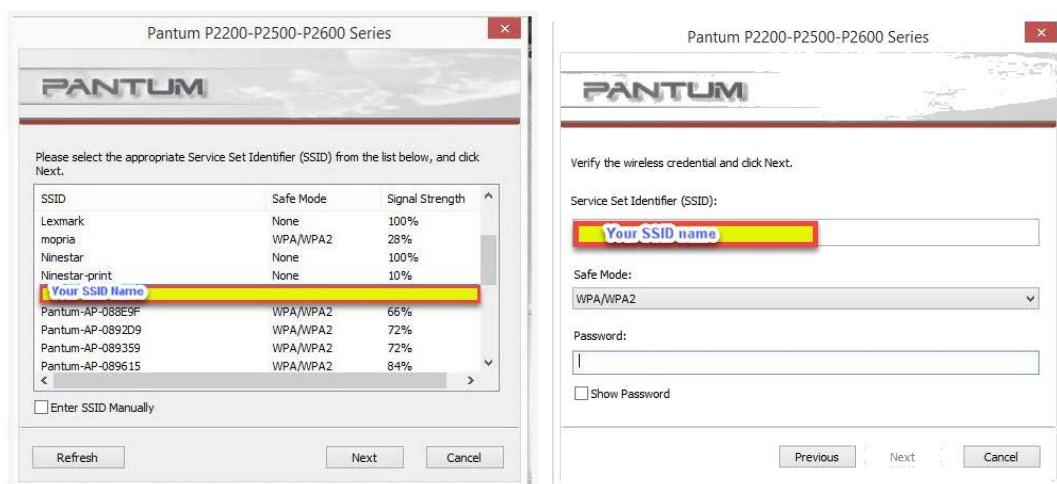 Pantum P2200-P2500-P2600 Series
PANTUM
Please select the appropriate Service Set Identifier (SSID) from the list below, and click
Next.
SSID Safe Mode Signal Strength
Lexmark None 100%
mopria WPA/WPA2 28%
Ninestar None 100%
Ninestar-print None 10%
Your SSID Name
Pantum-AP-088E9F WPA/WPA2 66%
Pantum-AP-0892D9 WPA/WPA2 72%
Pantum-AP-089359 WPA/WPA2 72%
Pantum-AP-089615 WPA/WPA2 84%
Enter SSID Manually
Refresh Next Cancel
Pantum P2200-P2500-P2600 Series
PANTUM
Verify the wireless credential and click Next.
Service Set Identifier (SSID):
Your SSID name
Safe Mode:
WPA/WPA2
Password:
Show Password
Previous Next Cancel